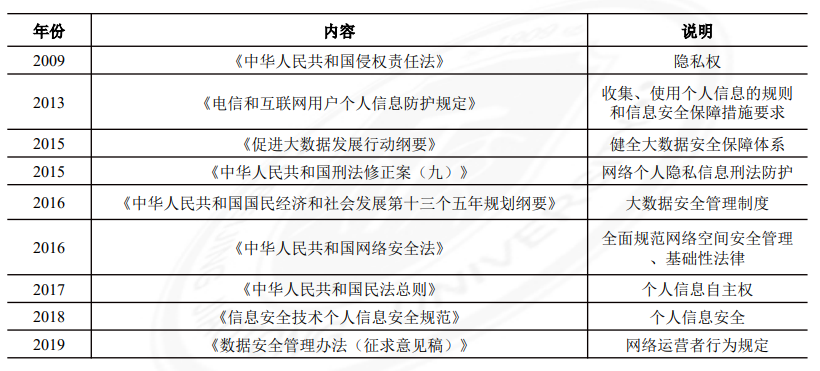 年份 内容 说明
2009 《中华人民共和国侵权责任法》 隐私权
2013 《电信和互联网用户个人信息防护规定》 收集、使用个人信息的规则
和信息安全保障措施要求
2015 《促进大数据发展行动纲要》 健全大数据安全保障体系
2015 《中华人民共和国刑法修正案（九）》 网络个人隐私信息刑法防护
2016 《中华人民共和国国民经济和社会发展第十三个五年规划纲要》 大数据安全管理制度
2016 《中华人民共和国网络安全法》 全面规范网络空间安全管理
、基础性法律
2017 《中华人民共和国民法总则》 个人信息自主权
2018 《信息安全技术个人信息安全规范》 个人信息安全
2019 《数据安全管理办法（征求意见稿）》 网络运营者行为规定